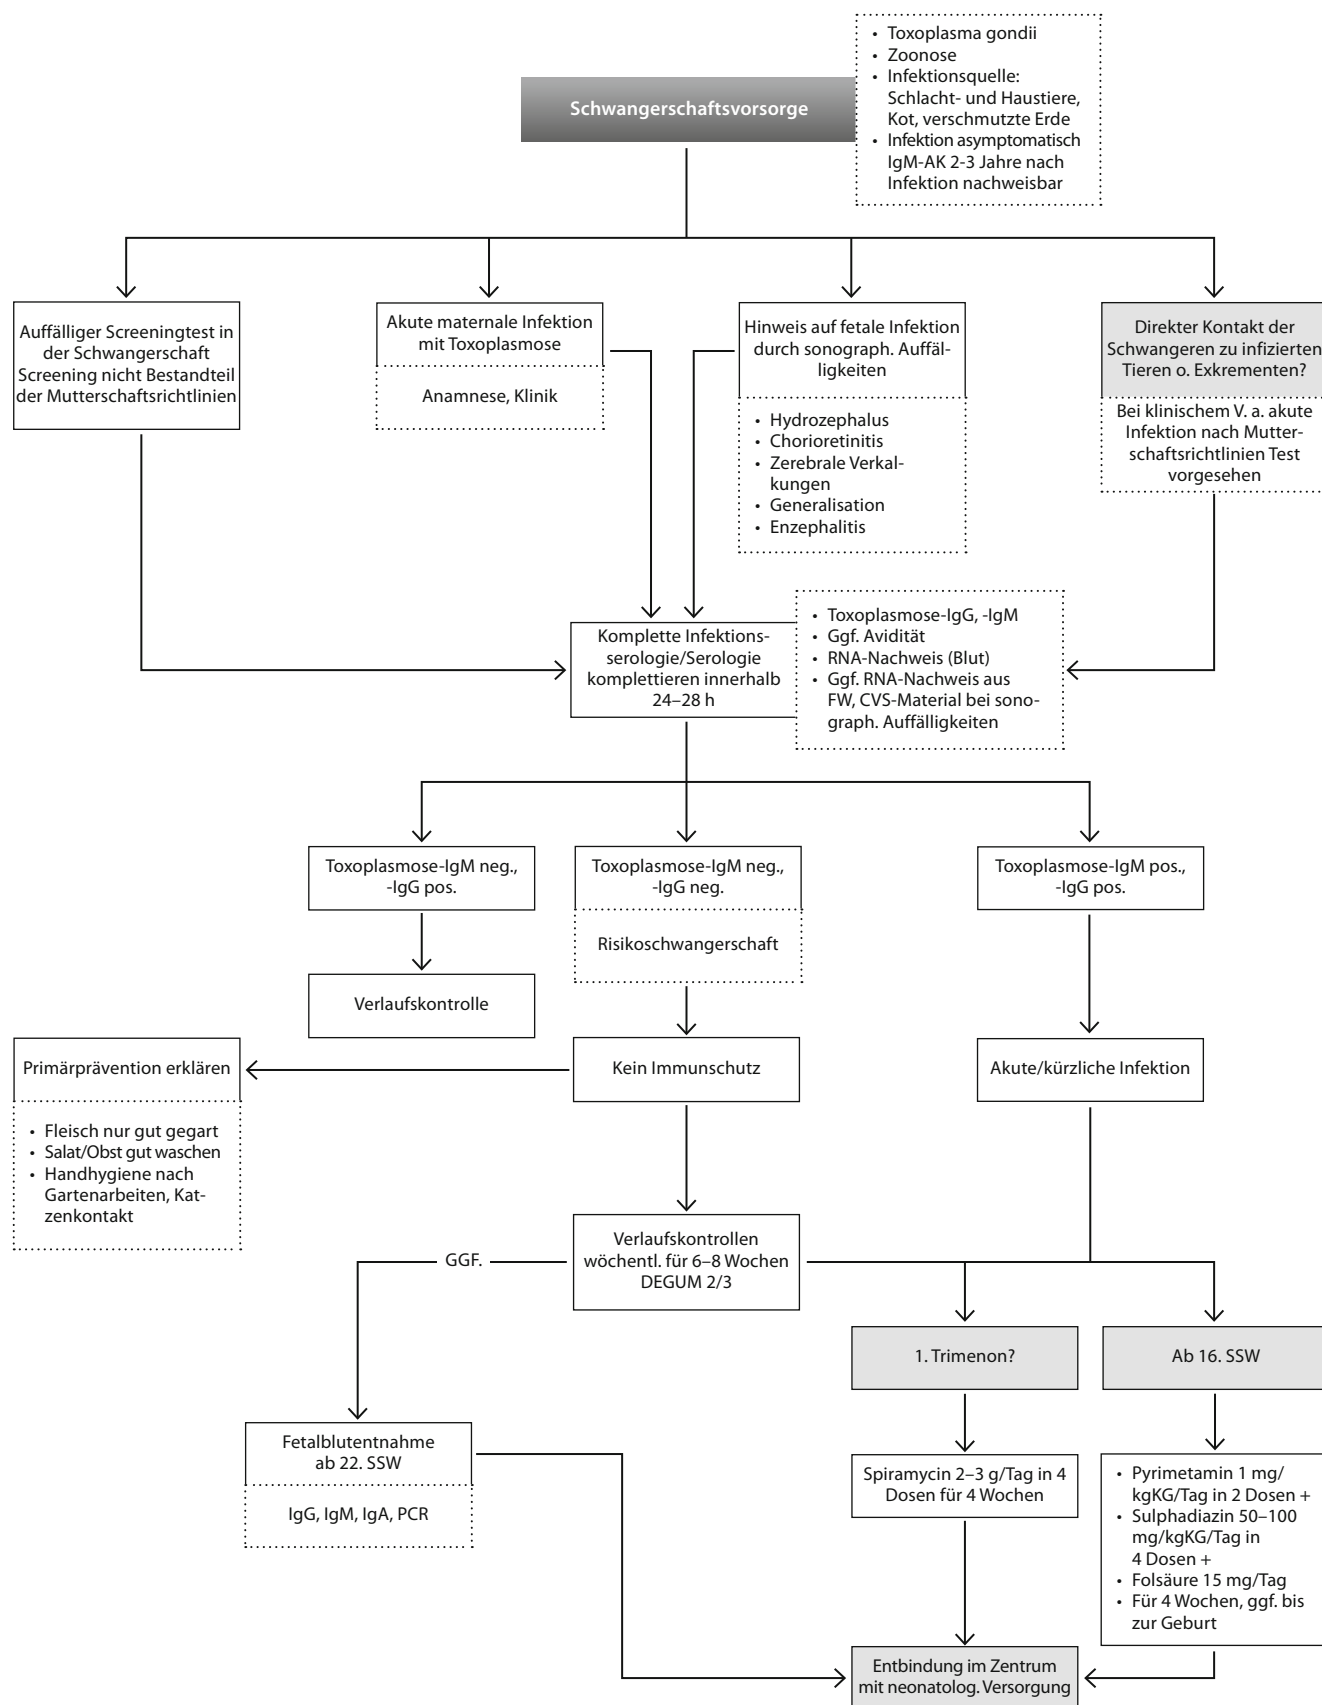 • Toxoplasma gondii
• Zoonose
• Infektionsquelle:
Schlacht- und Haustiere,
Kot, verschmutzte Erde
• Infektion asymptomatisch
IgM-AK 2-3 Jahre nach
Infektion nachweisbar
Schwangerschaftsvorsorge
Auffälliger Screeningtest in
der Schwangerschaft
Screening nicht Bestandteil
der Mutterschaftsrichtlinien
Akute maternale Infektion
mit Toxoplasmose
Anamnese, Klinik
Hinweis auf fetale Infektion
durch sonograph. Auffäl-
ligkeiten
• Hydrozephalus
• Chorioretinitis
• Zerebrale Verkal-
kungen
• Generalisation
• Enzephalitis
Direkter Kontakt der
Schwangeren zu infizierten
Tieren o. Exkrementen?
Bei klinischem V. a. akute
Infektion nach Mutter-
schaftsrichtlinien Test
vorgesehen
Komplette Infektions-
serologie/Serologie
komplettieren innerhalb
24–28 h
• Toxoplasmose-IgG, -IgM
• Ggf. Avidität
• RNA-Nachweis (Blut)
• Ggf. RNA-Nachweis aus
FW, CVS-Material bei sono-
graph. Auffälligkeiten
Toxoplasmose-IgM neg.,
-IgG pos.
Verlaufskontrolle
Toxoplasmose-IgM neg.,
-IgG neg.
Risikoschwangerschaft
Toxoplasmose-IgM pos.,
-IgG pos.
Primärprävention erklären
• Fleisch nur gut gegart
• Salat/Obst gut waschen
• Handhygiene nach
Gartenarbeiten, Kat-
zenkontakt
Kein Immunschutz
Akute/kürzliche Infektion
GGF.
Verlaufskontrollen
wöchentl. für 6–8 Wochen
DEGUM 2/3
1. Trimenon?
Ab 16. SSW
Fetalblutentnahme
ab 22. SSW
IgG, IgM, IgA, PCR
Spiramycin 2–3 g/Tag in 4
Dosen für 4 Wochen
• Pyrimetamin 1 mg/
kgKG/Tag in 2 Dosen +
• Sulphadiazin 50–100
mg/kgKG/Tag in
4 Dosen +
• Folsäure 15 mg/Tag
• Für 4 Wochen, ggf. bis
zur Geburt
Entbindung im Zentrum
mit neonatolog. Versorgung